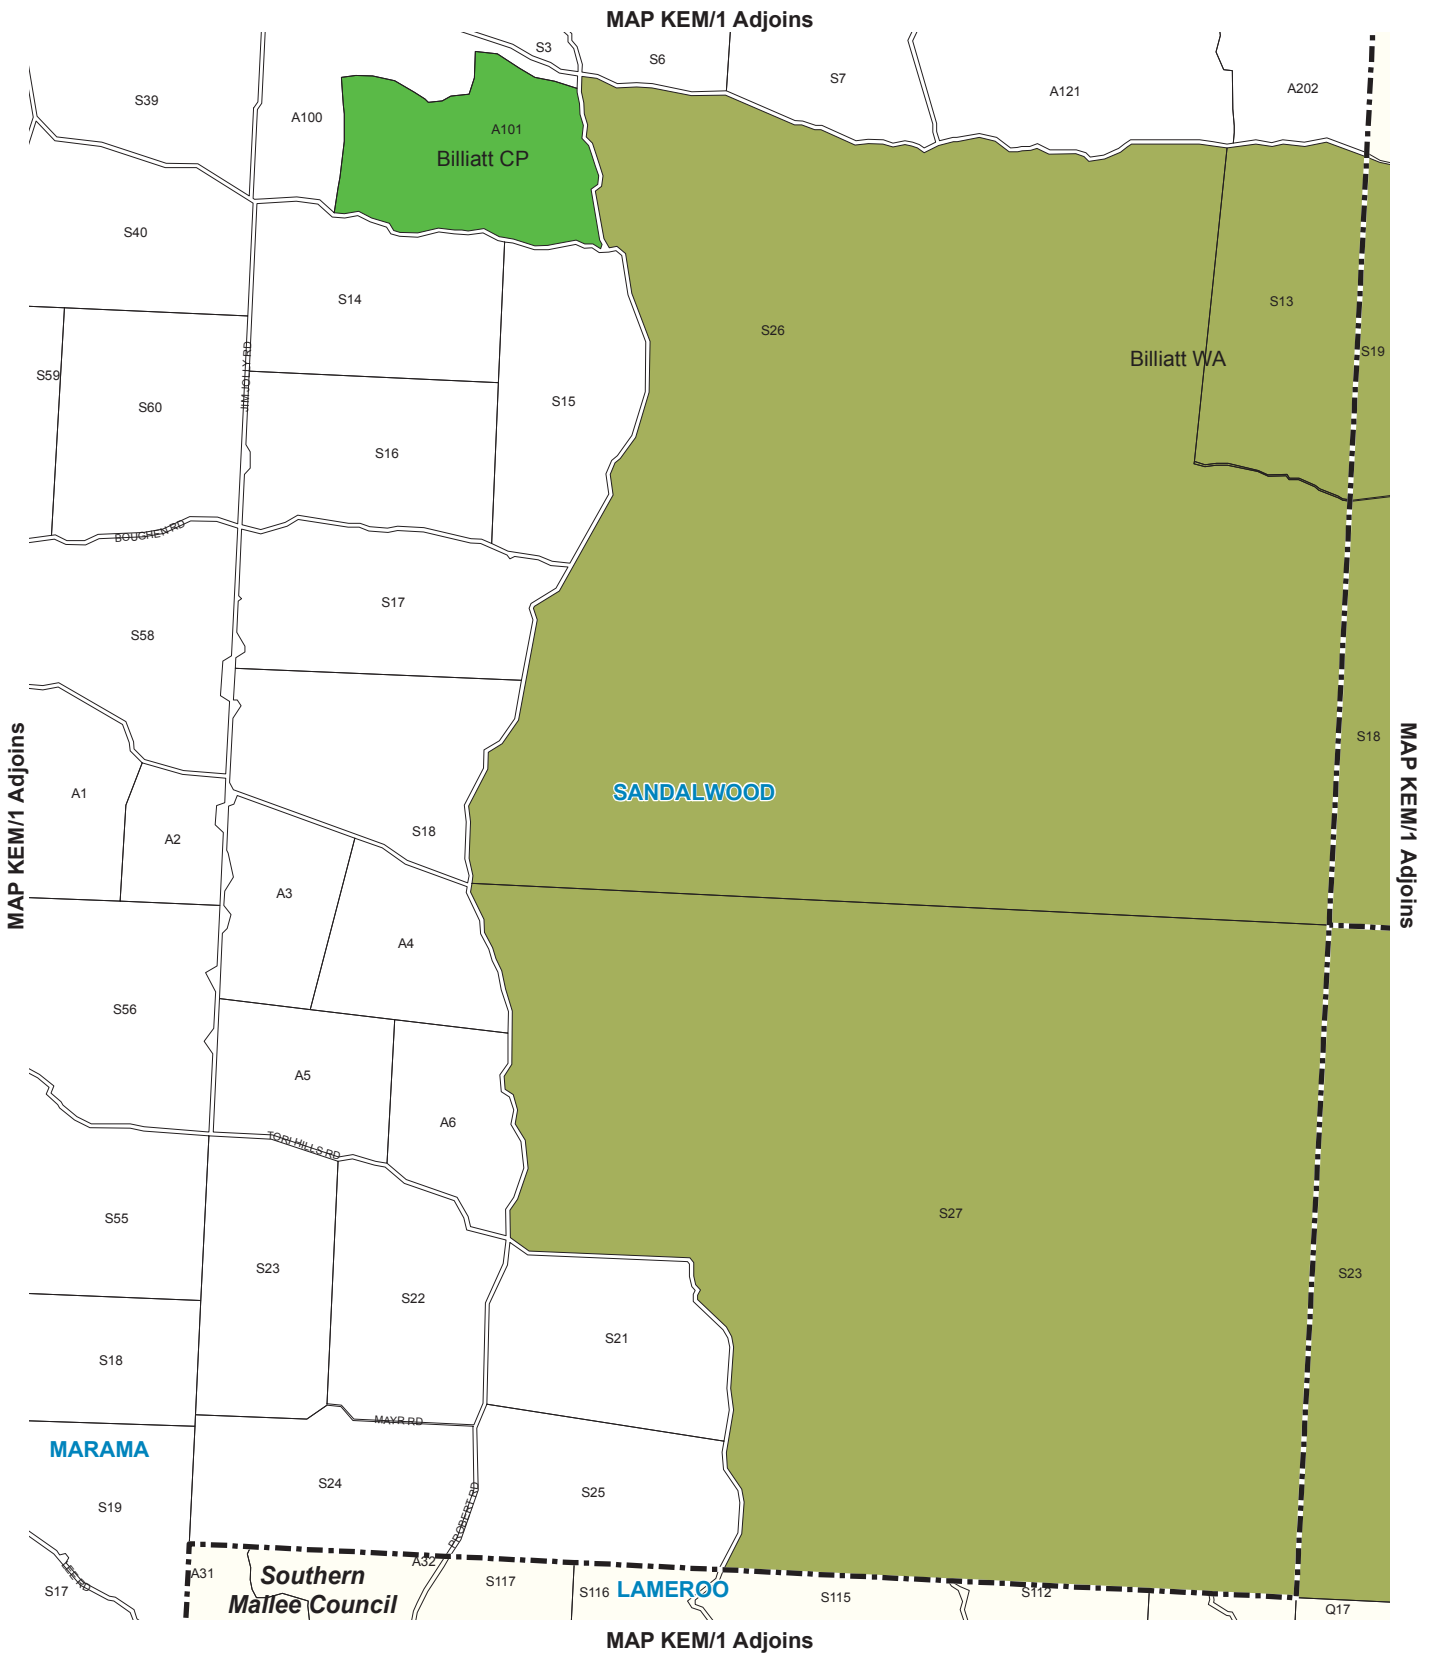 MAP KEM/1 Adjoins
S3
S6
S7
A121
A202
S39
A100
A101
Billiatt CP
S40
S14
S26
S13
Billiatt WA
S19
JIM JOLLY RD
S59
S60
S15
S16
BOUGHEN RD
S17
S58
MAP KEM/1 Adjoins
MAP KEM/1 Adjoins
S18
A1
SANDALWOOD
A2
S18
A3
A4
S56
A5
A6
TORI HILLS RD
S55
S27
S23
S22
S23
S21
S18
MAYR RD
MARAMA
S24
PROBERT RD
S25
S19
LEE RD
S17
A31
Southern
Mallee Council
A32
S117
S116
LAMEROO
S115
S112
Q17
MAP KEM/1 Adjoins